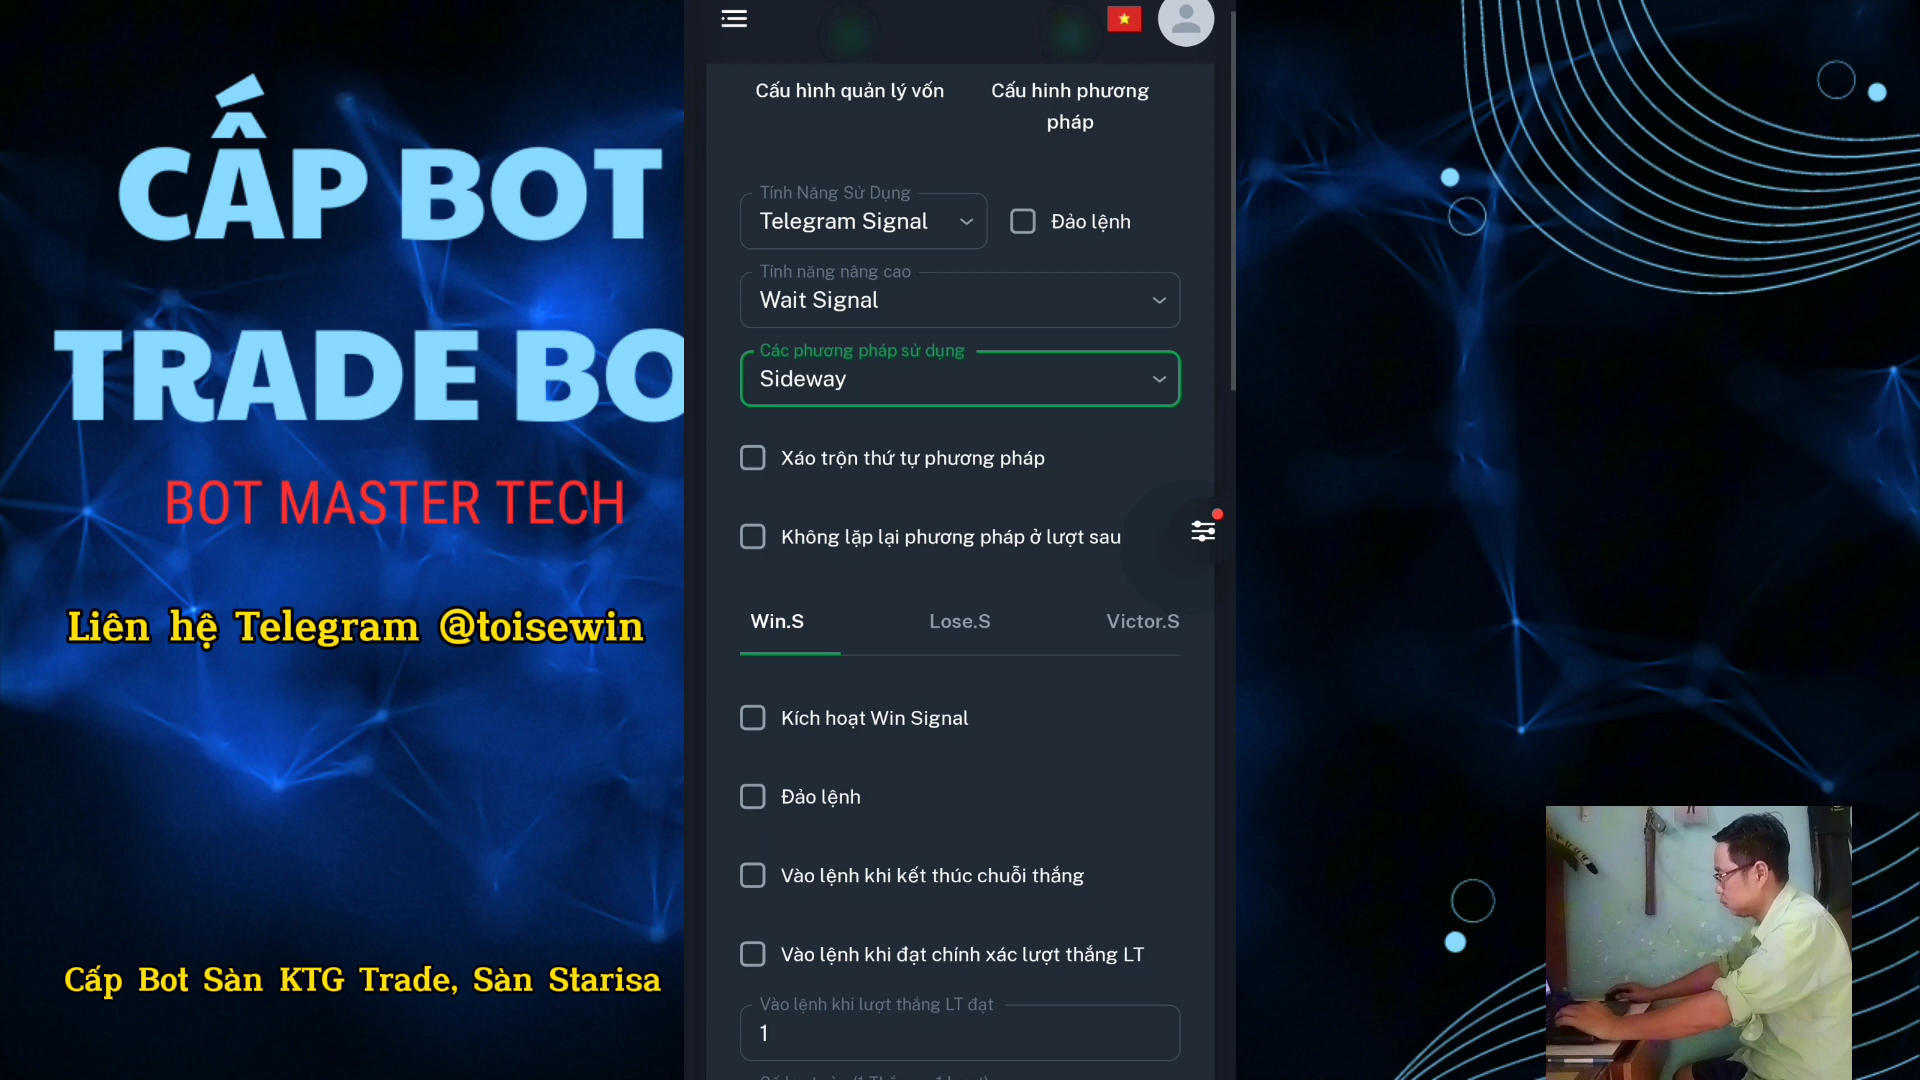 CẤP BOT
TRADE BO
BOT MASTER TECH
Liên hệ Telegram @toisewin
Cấp Bot Sàn KTG Trade, Sàn Starisa
Cấu hình quản lý vốn
Cấu hinh phương pháp
Tính Năng Sử Dụng
Telegram Signal
Đảo lệnh
Tính năng nâng cao
Wait Signal
Các phương pháp sử dụng
Sideway
Xáo trộn thứ tự phương pháp
Không lặp lại phương pháp ở lượt sau
Win.S
Lose.S
Victor.S
Kích hoạt Win Signal
Đảo lệnh
Vào lệnh khi kết thúc chuỗi thắng
Vào lệnh khi đạt chính xác lượt thắng LT
Vào lệnh khi lượt thắng LT đạt
1